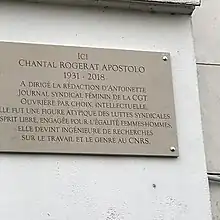 ICI
CHANTAL ROGERAT APOSTOLO
1931 - 2018
A DIRIGÉ LA RÉDACTION D'ANTOINETTE
JOURNAL SYNDICAL FÉMININ DE LA CGT
OUVRIÈRE PAR CHOIX, INTELLECTUELLE,
ELLE FUT UNE FIGURE ATYPIQUE DES LUTTES SYNDICALES
ESPRIT LIBRE, ENGAGÉE POUR L'ÉGALITÉ FEMMES-HOMMES,
ELLE DEVINT INGÉNIEURE DE RECHERCHES
SUR LE TRAVAIL ET LE GENRE AU CNRS.